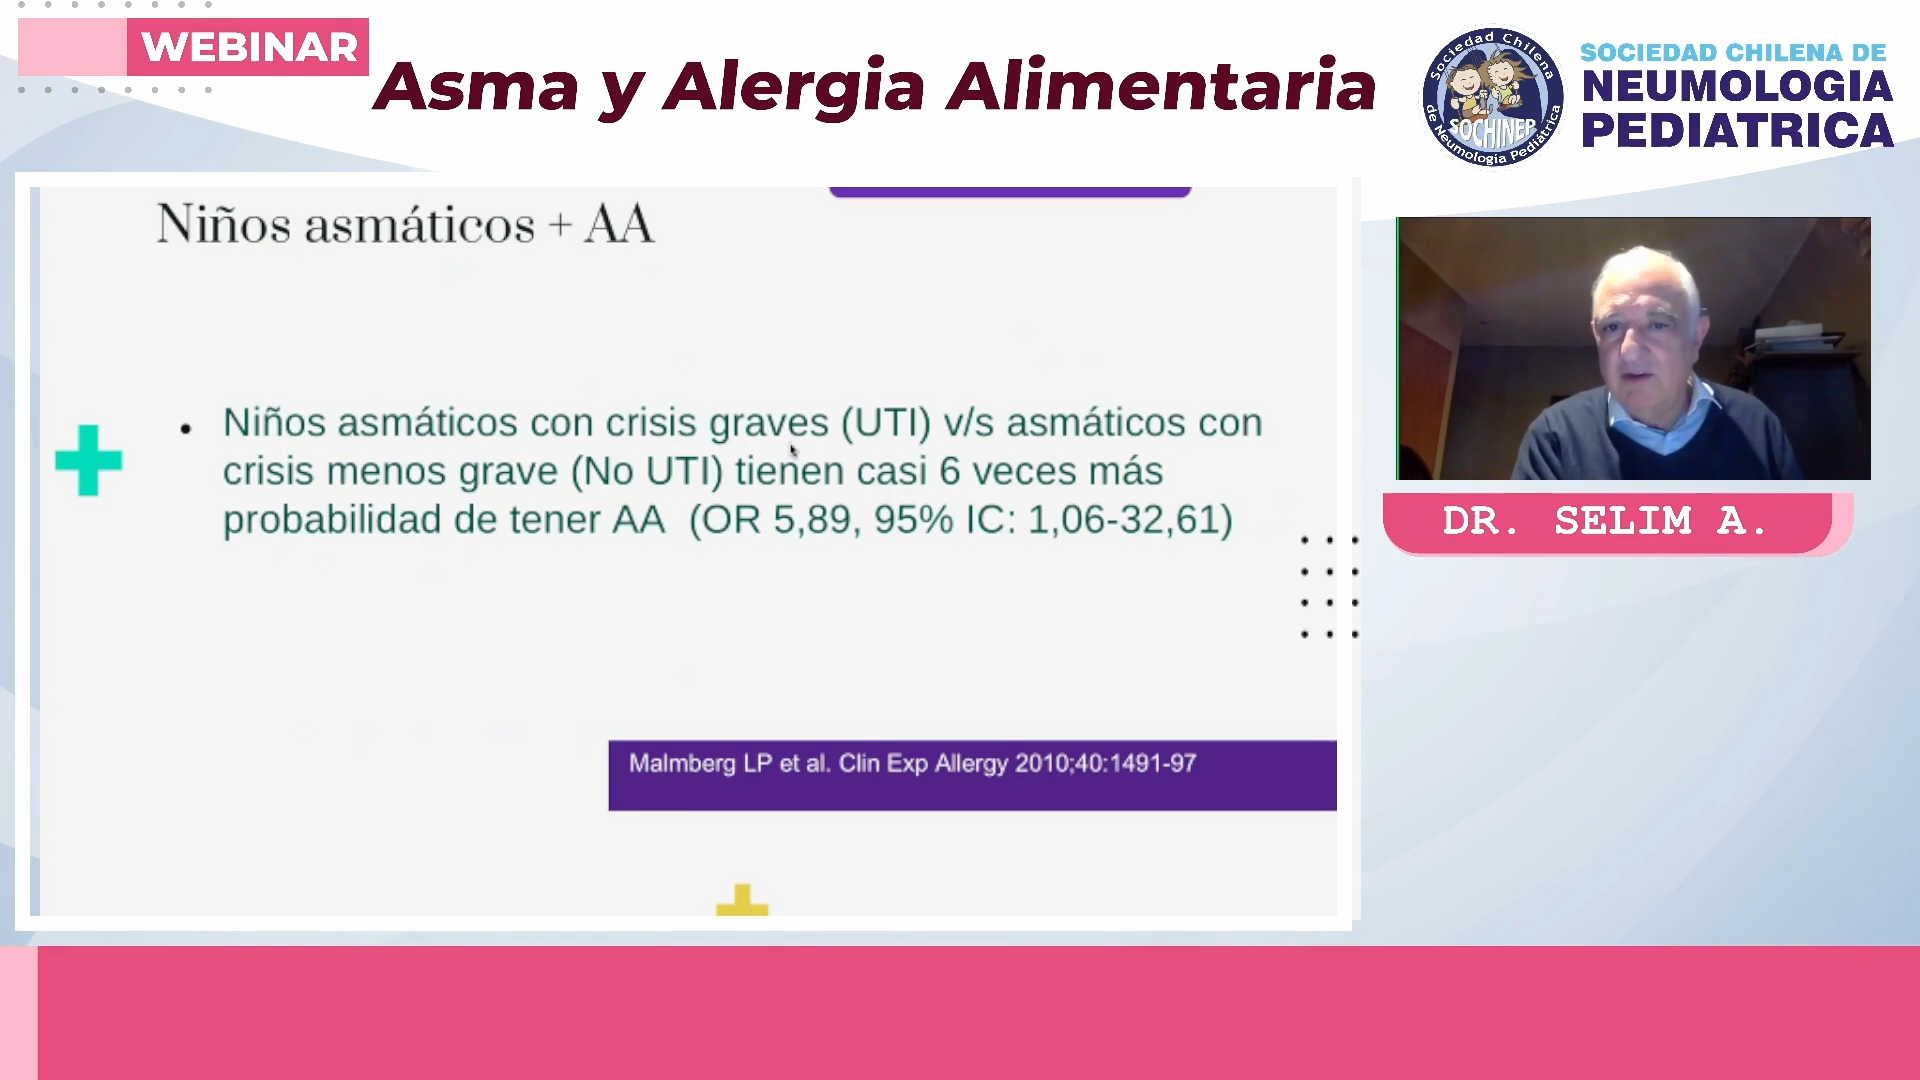 WEBINAR
Asma y Alergia Alimentaria
Sociedad Chilena
de Neumología Pediátrica
SOCHINEP
SOCIEDAD CHILENA DE
NEUMOLOGIA
PEDIATRICA
Niños asmáticos + AA
• Niños asmáticos con crisis graves (UTI) v/s asmáticos con
crisis menos grave (No UTI) tienen casi 6 veces más
probabilidad de tener AA (OR 5,89, 95% IC: 1,06-32,61)
Malmberg LP et al. Clin Exp Allergy 2010;40:1491-97
DR. SELIM A.